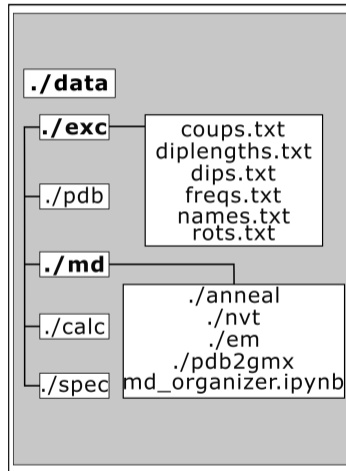 ./data
./exc
coups.txt
diplengths.txt
dips.txt
freqs.txt
names.txt
rots.txt
./pdb
./md
./anneal
./nvt
./em
./pdb2gmx
md_organizer.ipynb
./calc
./spec